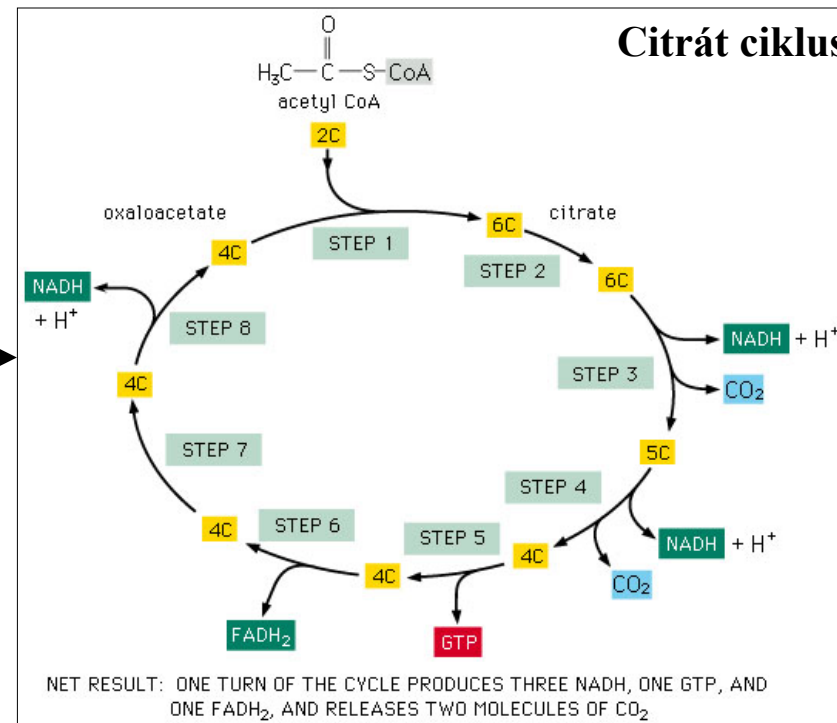 Citrát ciklus
O
H₃C—C—S—CoA
acetyl CoA
2C
oxaloacetate
citrate
4C
STEP 1
6C
STEP 2
6C
NADH
+ H⁺
STEP 8
NADH + H⁺
STEP 3
CO₂
4C
STEP 7
5C
STEP 4
4C
STEP 6
STEP 5
4C
NADH + H⁺
4C
CO₂
FADH₂
GTP
NET RESULT: ONE TURN OF THE CYCLE PRODUCES THREE NADH, ONE GTP, AND
ONE FADH₂, AND RELEASES TWO MOLECULES OF CO₂